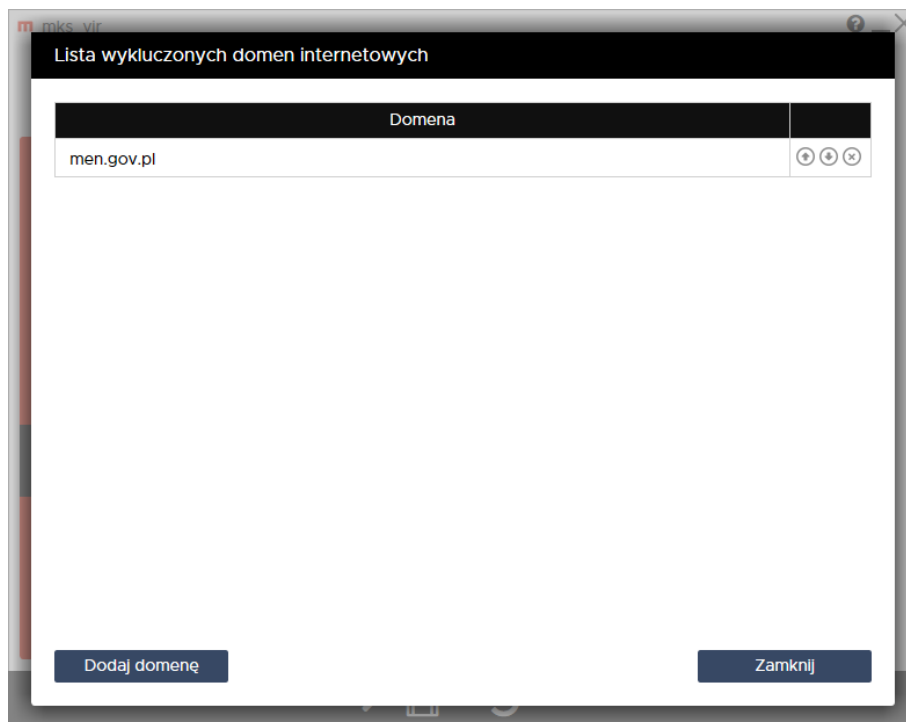 mks_vir
Lista wykluczonych domen internetowych
Domena
men.gov.pl
Dodaj domenę
Zamknij